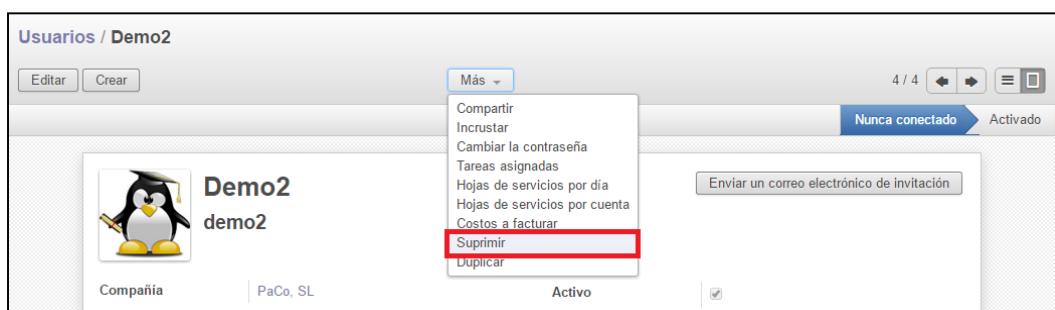 Usuarios / Demo2
Editar Crear Más 4 / 4
Compartir
Incrustar
Cambiar la contraseña
Tareas asignadas
Hojas de servicios por día
Hojas de servicios por cuenta
Costos a facturar
Suprimir
Duplicar
Nunca conectado Activado
Demo2
demo2
Enviar un correo electrónico de invitación
Compañía PaCo, SL Activo